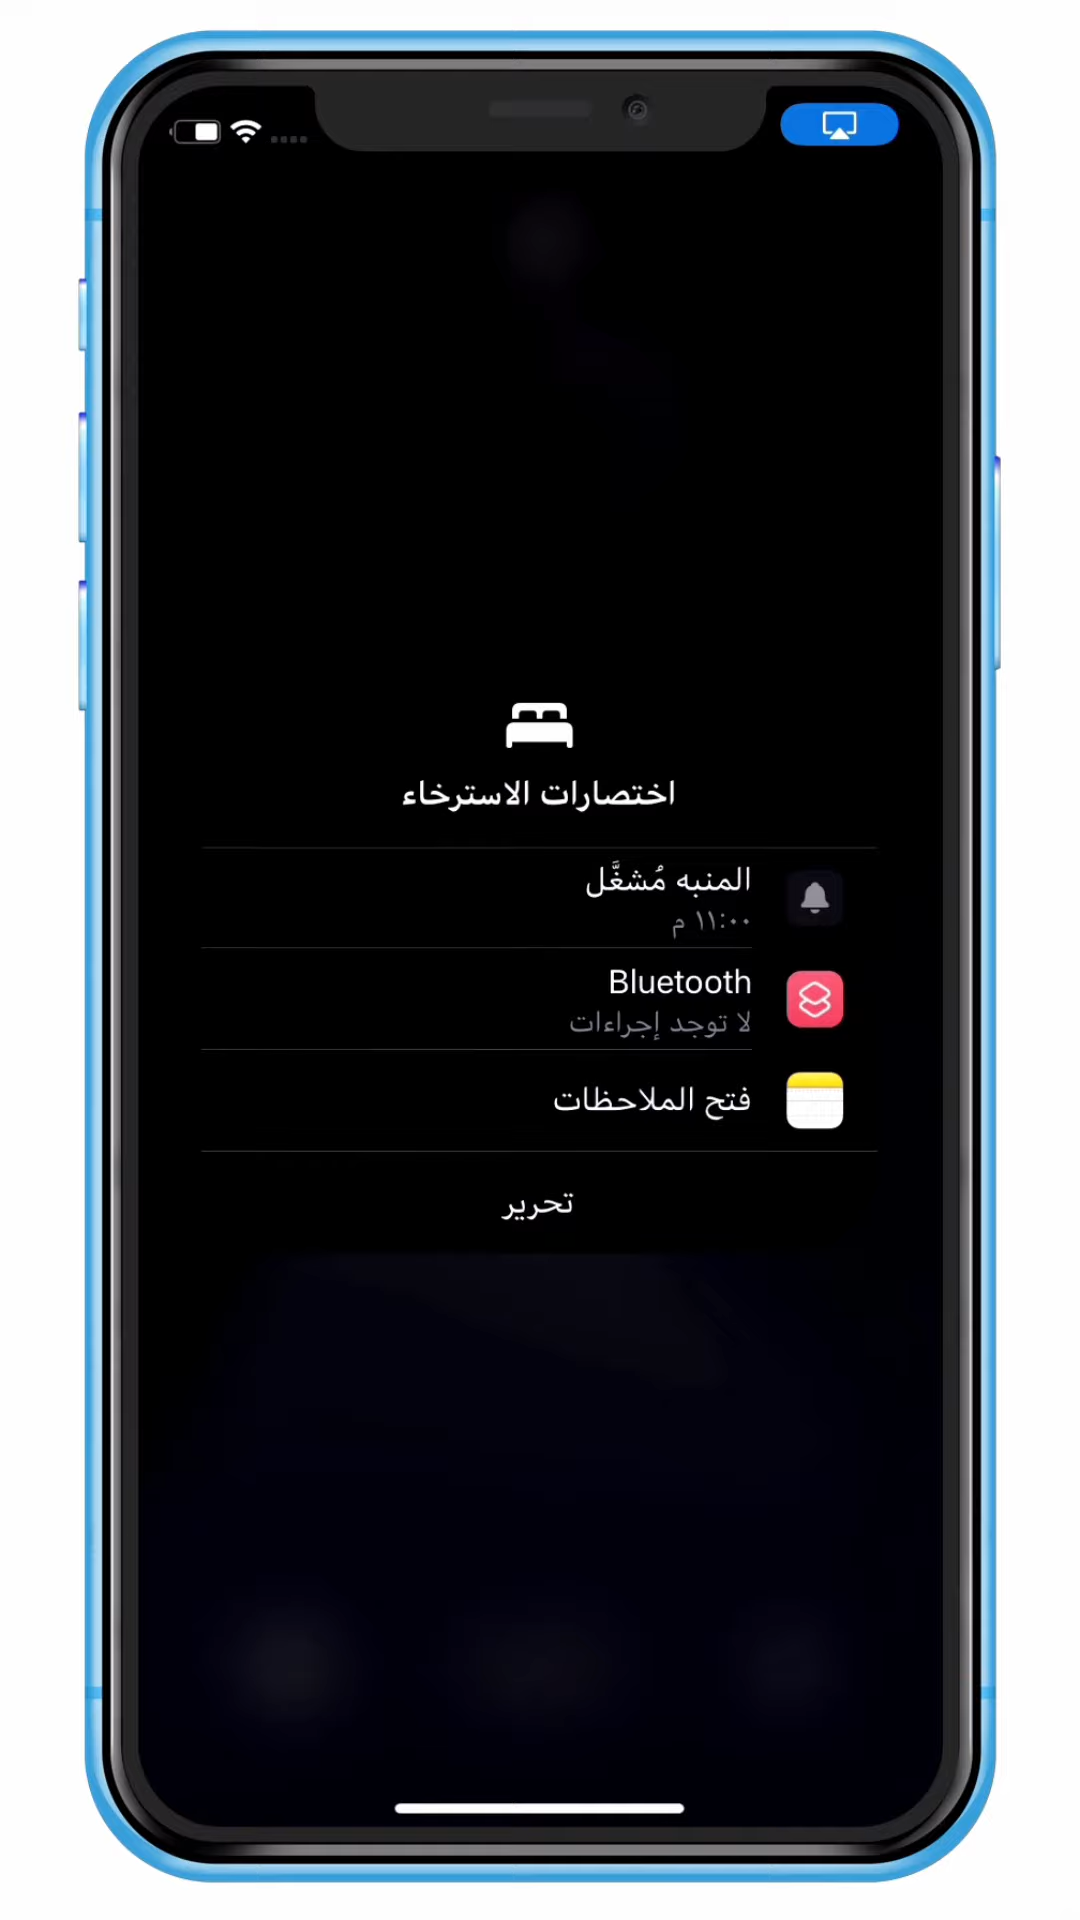 اختصارات الاسترخاء
المنبه مُشغَّل
١١:٠٠ م
Bluetooth
لا توجد إجراءات
فتح الملاحظات
تحرير